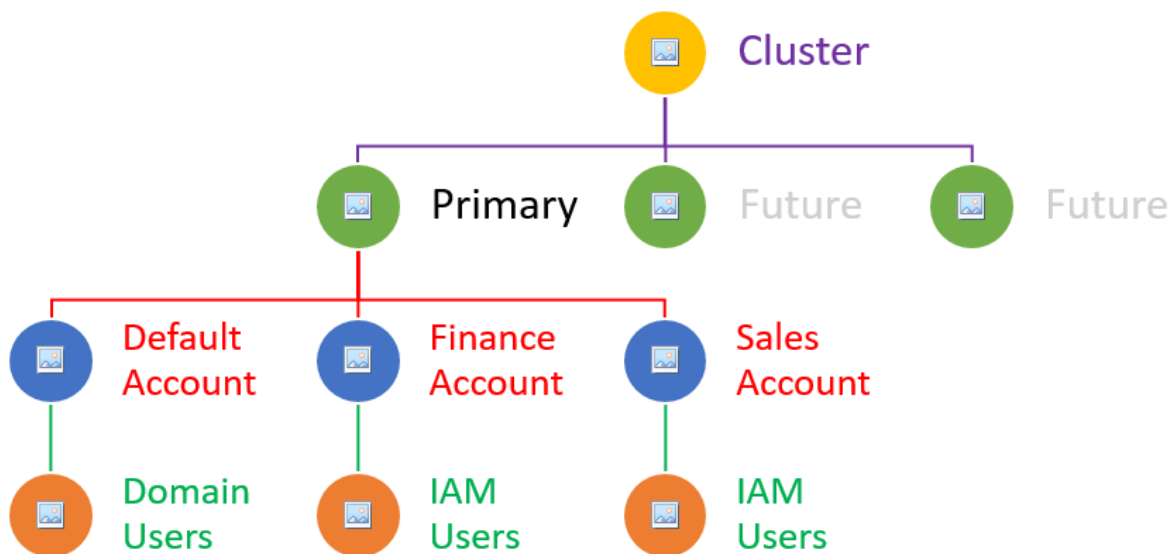 Cluster
Primary
Future
Future
Default
Account
Finance
Account
Sales
Account
Domain
Users
IAM
Users
IAM
Users